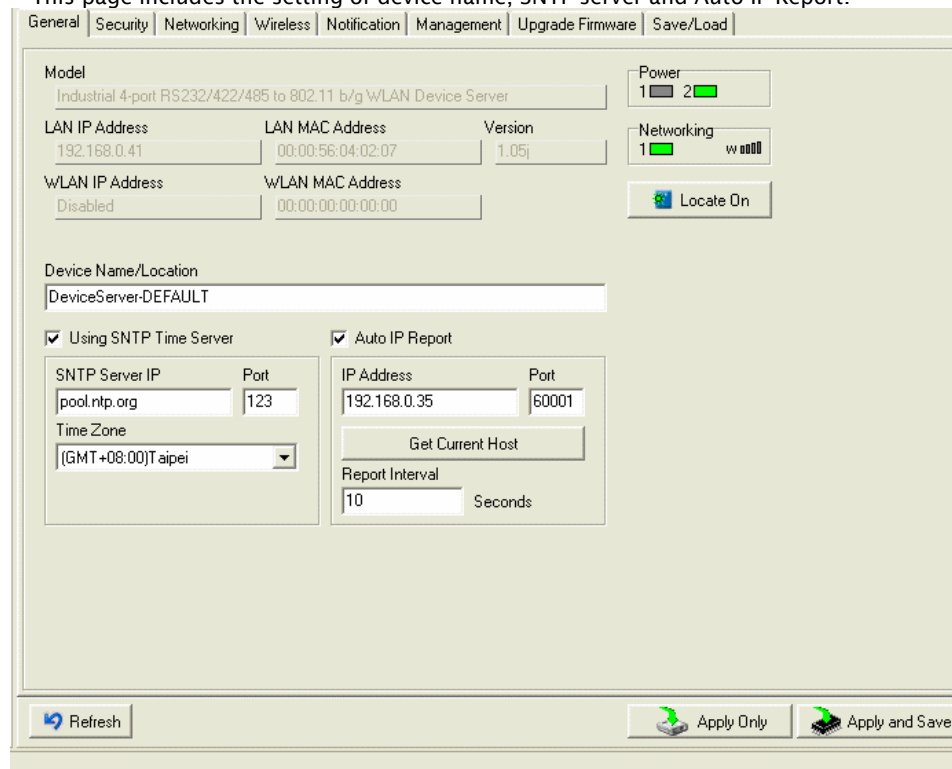 This page includes the setting of device name, SNTP server and Auto IP Report.
General Security Networking Wireless Notification Management Upgrade Firmware Save/Load
Model
Industrial 4-port RS232/422/485 to 802.11 b/g WLAN Device Server
Power
1 2
LAN IP Address LAN MAC Address Version
192.168.0.41 00:00:56:04:02:07 1.05j
Networking
1 W
WLAN IP Address WLAN MAC Address
Disabled 00:00:00:00:00:00
Locate On
Device Name/Location
DeviceServer-DEFAULT
Using SNTP Time Server Auto IP Report
SNTP Server IP Port IP Address Port
pool.ntp.org 123 192.168.0.35 60001
Time Zone Get Current Host
(GMT+08:00)Taipei
Report Interval
10 Seconds
Refresh Apply Only Apply and Save